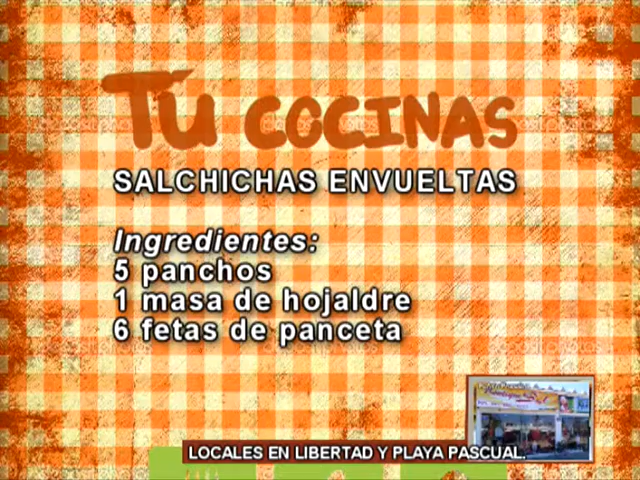 Tu COCINAS
SALCHICHAS ENVUELTAS
Ingredientes:
5 panchos
1 masa de hojaldre
6 fetas de panceta
LOCALES EN LIBERTAD Y PLAYA PASCUAL.